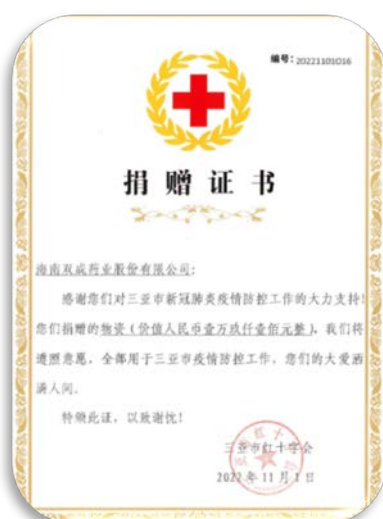 编号：20221101016
捐赠证书
海南双成药业股份有限公司：
感谢您们对三亚市新冠肺炎疫情防控工作的大力支持！
您们捐赠的物资（价值人民币壹万玖仟壹佰元整），我们将
遵照意愿，全部用于三亚市疫情防控工作，您们的大爱洒
满人间。
特颁此证，以致谢忱！
三亚市红十字会
2022年11月1日